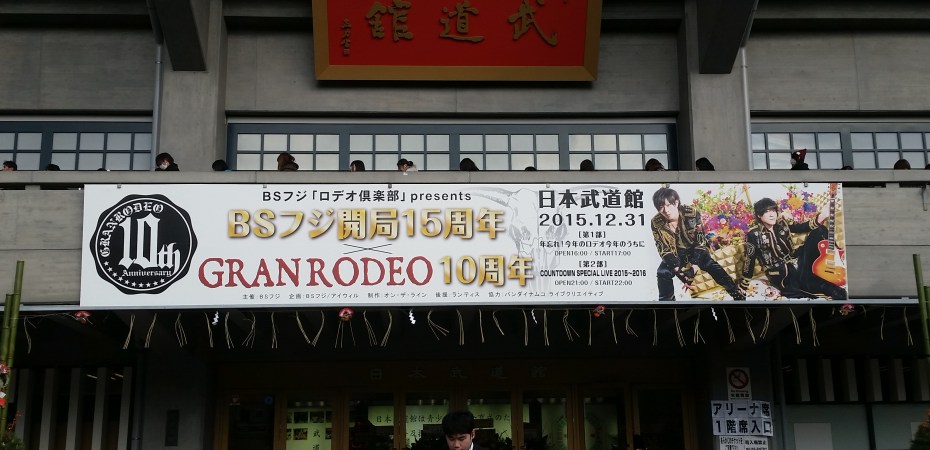 武道館
GRANRODEO
10th
Anniversary
BSフジ「ロデオ倶楽部」presents
BSフジ開局15周年
×
GRANRODEO 10周年
主催：BSフジ 企画：BSフジ/アイウィル 制作：オン・ザ・ライン 後援：ランティス 協力：バンダイナムコ ライブクリエイティブ
日本武道館
2015.12.31
［第1部］
年忘れ！今年のロデオ今年のうちに
OPEN16:00 / START17:00
［第2部］
COUNTDOWN SPECIAL LIVE 2015~2016
OPEN21:00 / START22:00
日本武道館
アリーナ席
1階席入口